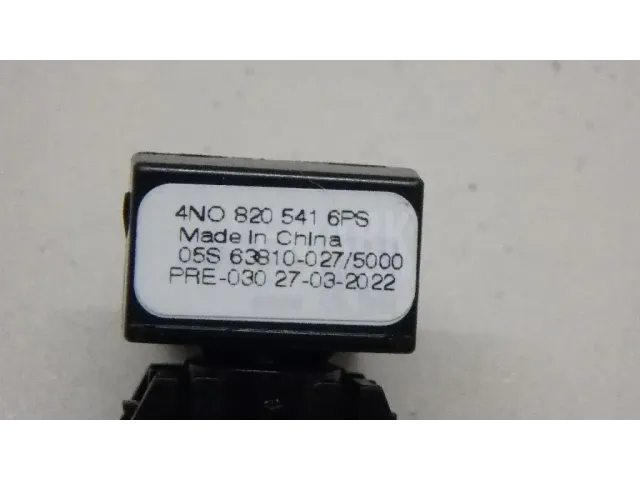 4NO 820 541 6PS
Made in China
05S 63810-027/5000
PRE-030 27-03-2022